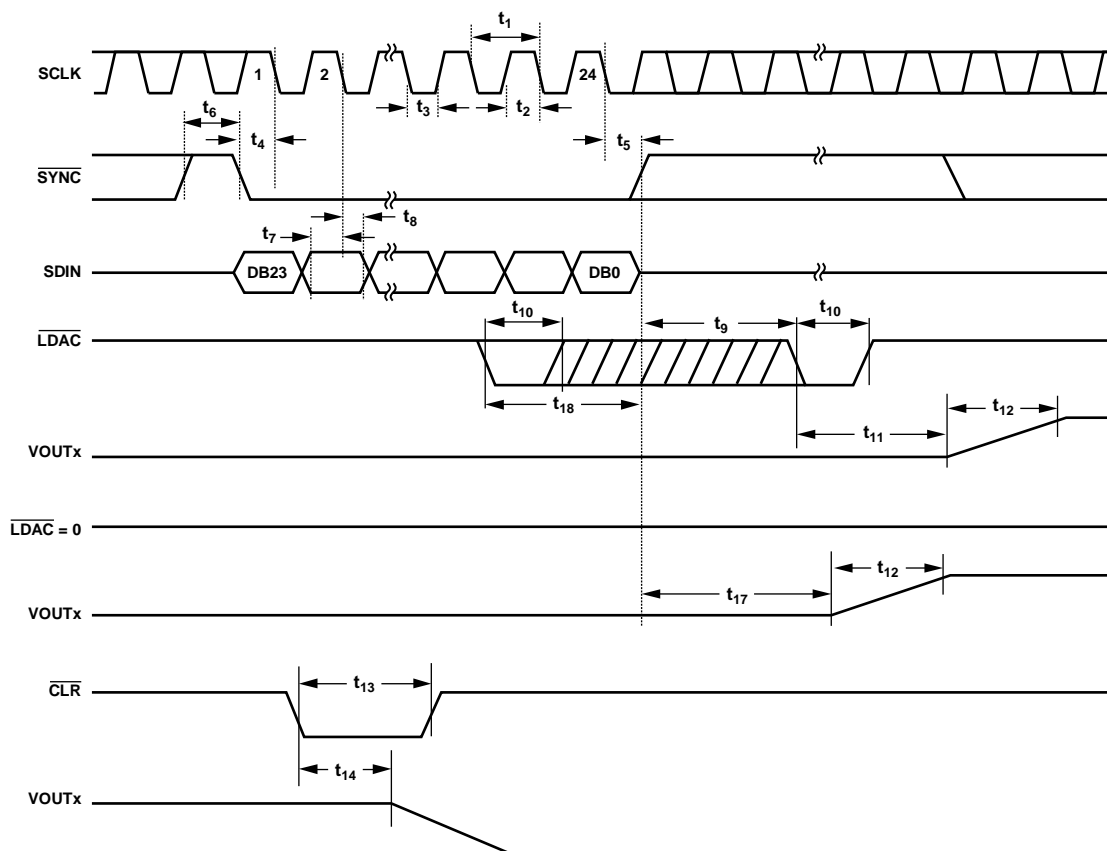 t1
SCLK
1
2
24
t3
t2
t6
t4
t5
SYNC
t8
t7
SDIN
DB23
DB0
t10
t9
t10
LDAC
t18
t12
t11
VOUTx
LDAC = 0
t12
t17
VOUTx
t13
CLR
t14
VOUTx